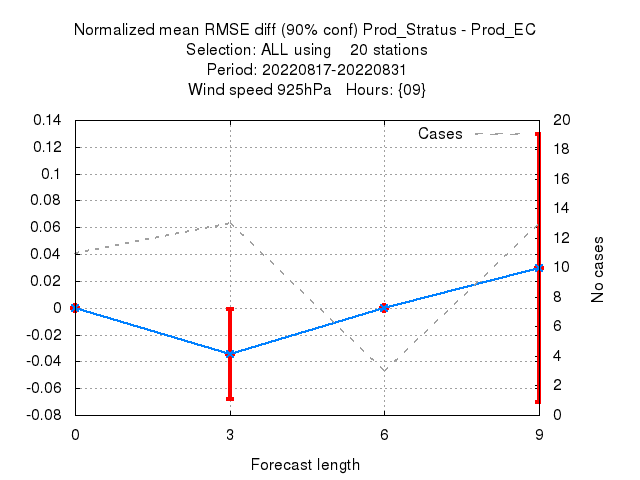 Normalized mean RMSE diff (90% conf) Prod_Stratus - Prod_EC
Selection: ALL using    20 stations
Period: 20220817-20220831
Wind speed 925hPa   Hours: {09}
Cases
0.14
0.12
0.1
0.08
0.06
0.04
0.02
0
-0.02
-0.04
-0.06
-0.08
20
18
16
14
12
10
8
6
4
2
0
No cases
0 3 6 9
Forecast length